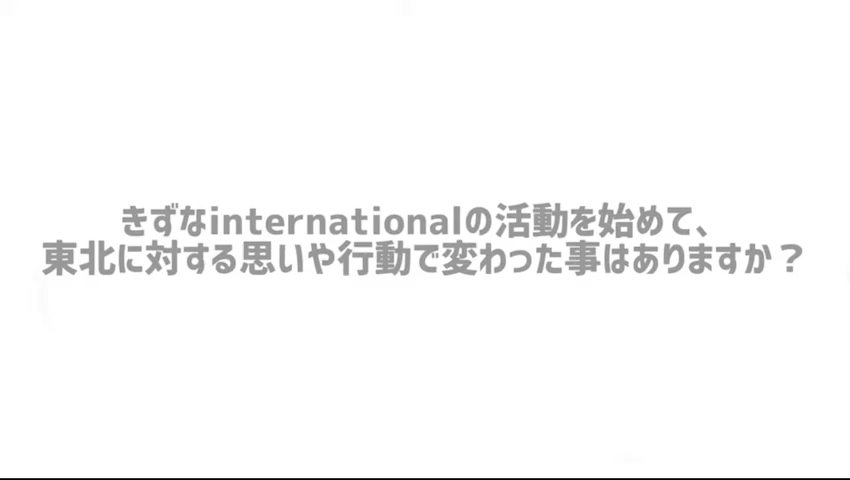 きずなinternationalの活動を始めて、
東北に対する思いや行動で変わった事はありますか？